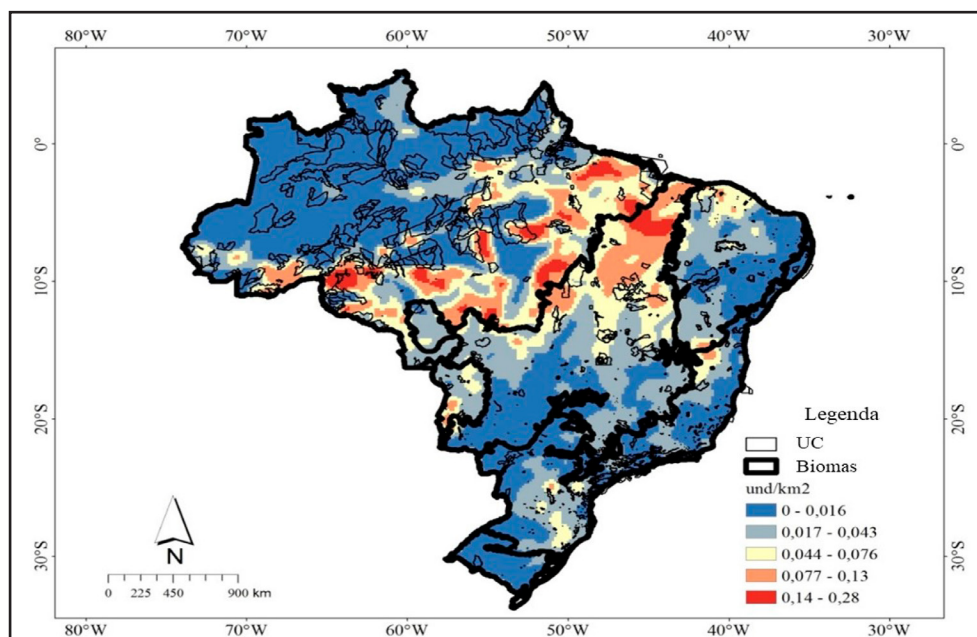 80°W 70°W 60°W 50°W 40°W 30°W
0° 0°
10°S 10°S
20°S 20°S
30°S 30°S
Legenda
UC
Biomas
und/km2
0 - 0,016
0,017 - 0,043
0,044 - 0,076
0,077 - 0,13
0,14 - 0,28
N
0 225 450 900 km
80°W 70°W 60°W 50°W 40°W 30°W